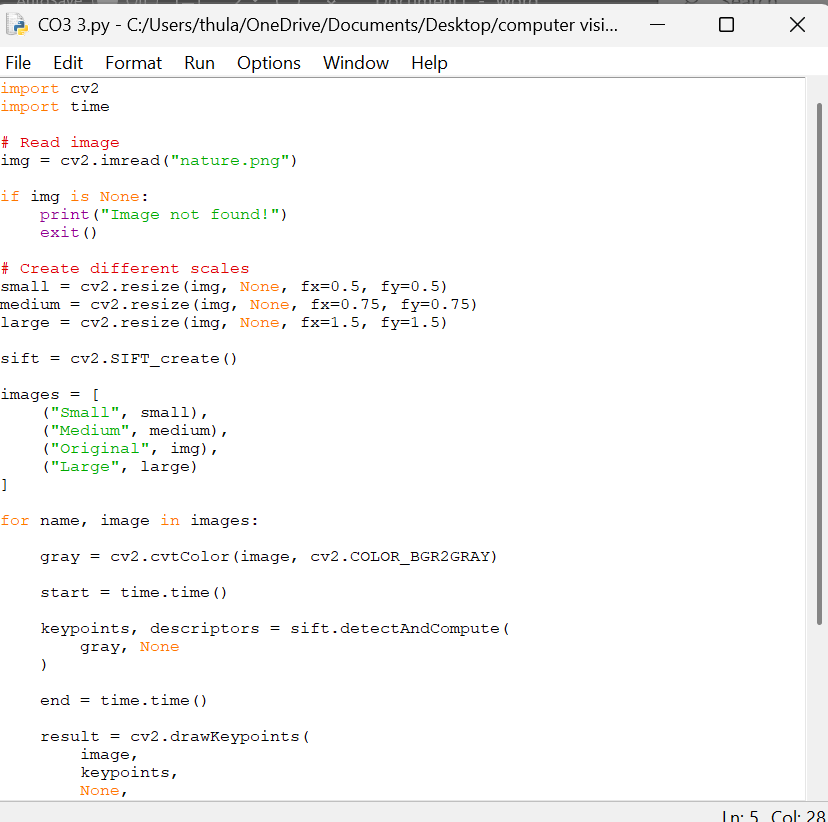 CO3 3.py - C:/Users/thula/OneDrive/Documents/Desktop/computer visi...
File Edit Format Run Options Window Help
import cv2
import time

# Read image
img = cv2.imread("nature.png")

if img is None:
    print("Image not found!")
    exit()

# Create different scales
small = cv2.resize(img, None, fx=0.5, fy=0.5)
medium = cv2.resize(img, None, fx=0.75, fy=0.75)
large = cv2.resize(img, None, fx=1.5, fy=1.5)

sift = cv2.SIFT_create()

images = [
    ("Small", small),
    ("Medium", medium),
    ("Original", img),
    ("Large", large)
]

for name, image in images:

    gray = cv2.cvtColor(image, cv2.COLOR_BGR2GRAY)

    start = time.time()

    keypoints, descriptors = sift.detectAndCompute(
        gray, None
    )

    end = time.time()

    result = cv2.drawKeypoints(
        image,
        keypoints,
        None,
Ln: 5 Col: 28